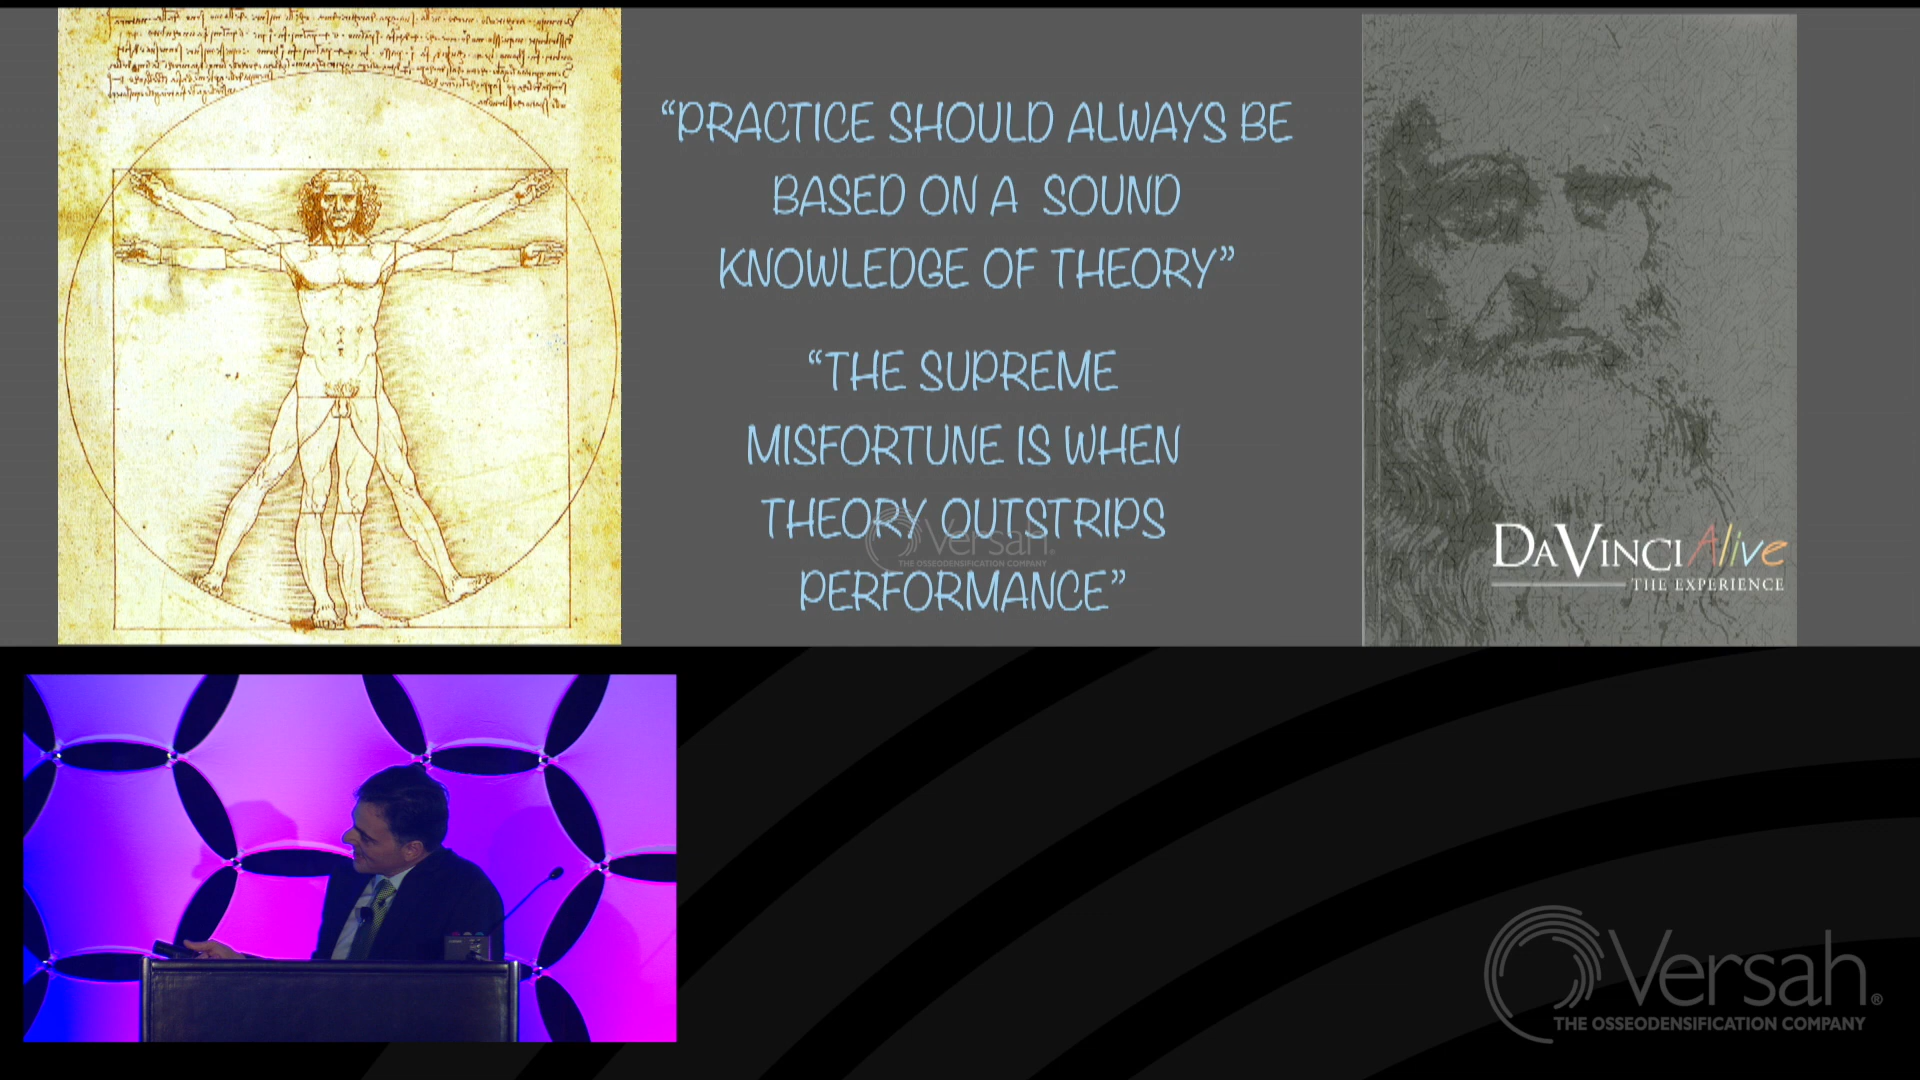 “PRACTICE SHOULD ALWAYS BE
BASED ON A SOUND
KNOWLEDGE OF THEORY”
“THE SUPREME
MISFORTUNE IS WHEN
THEORY OUTSTRIPS
PERFORMANCE”
Versah®
THE OSSEODENSIFICATION COMPANY
DAVINCI Alive
THE EXPERIENCE
Versah®
THE OSSEODENSIFICATION COMPANY